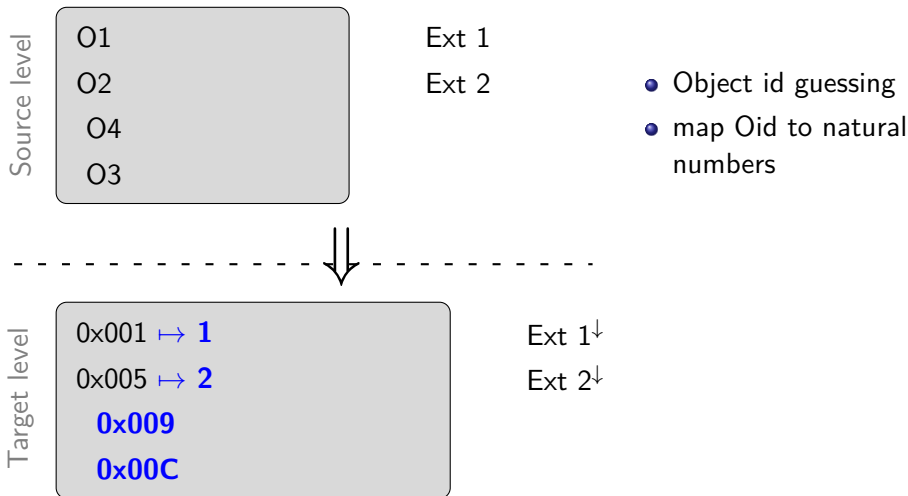 Source level
O1
O2
O4
O3
Ext 1
Ext 2
Object id guessing
map Oid to natural
numbers
Target level
0x001 ↦ 1
0x005 ↦ 2
0x009
0x00C
Ext 1↓
Ext 2↓